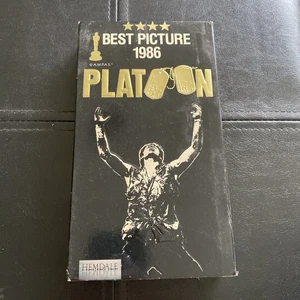 BEST PICTURE
1986
©A.M.P.A.S.®
PLATOON
HEMDALE